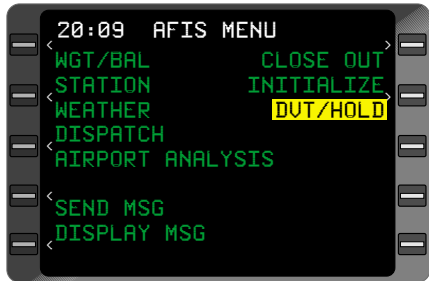 20:09 AFIS MENU
WGT/BAL CLOSE OUT
STATION INITIALIZE
WEATHER DVT/HOLD
DISPATCH
AIRPORT ANALYSIS
SEND MSG
DISPLAY MSG